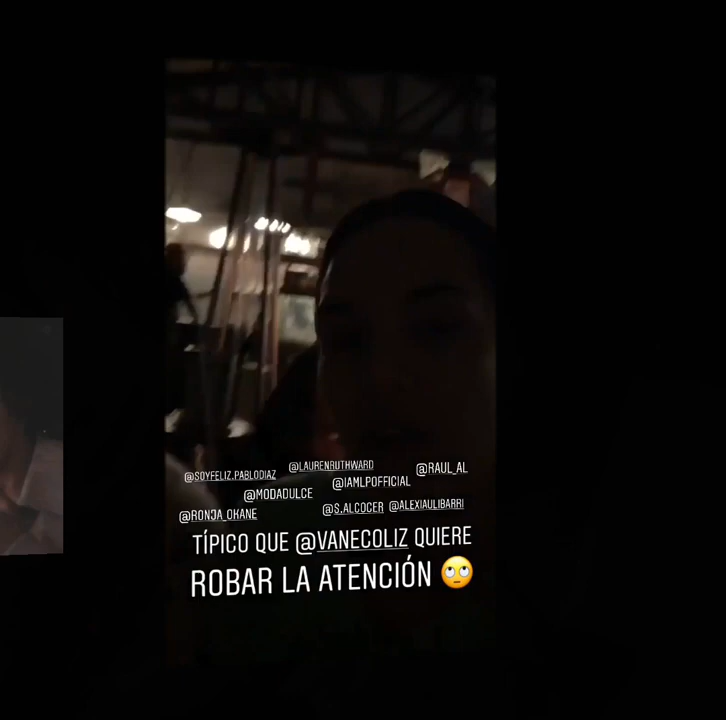 @SOYFELIZ.PABLODIAZ @LAURENRUTHWARD @RAUL_AL
@MODADULCE @IAMLPOFFICIAL
@RONJA_OKANE @S.ALCOCER @ALEXIAULIBARRI
TÍPICO QUE @VANECOLIZ QUIERE
ROBAR LA ATENCIÓN 🙄